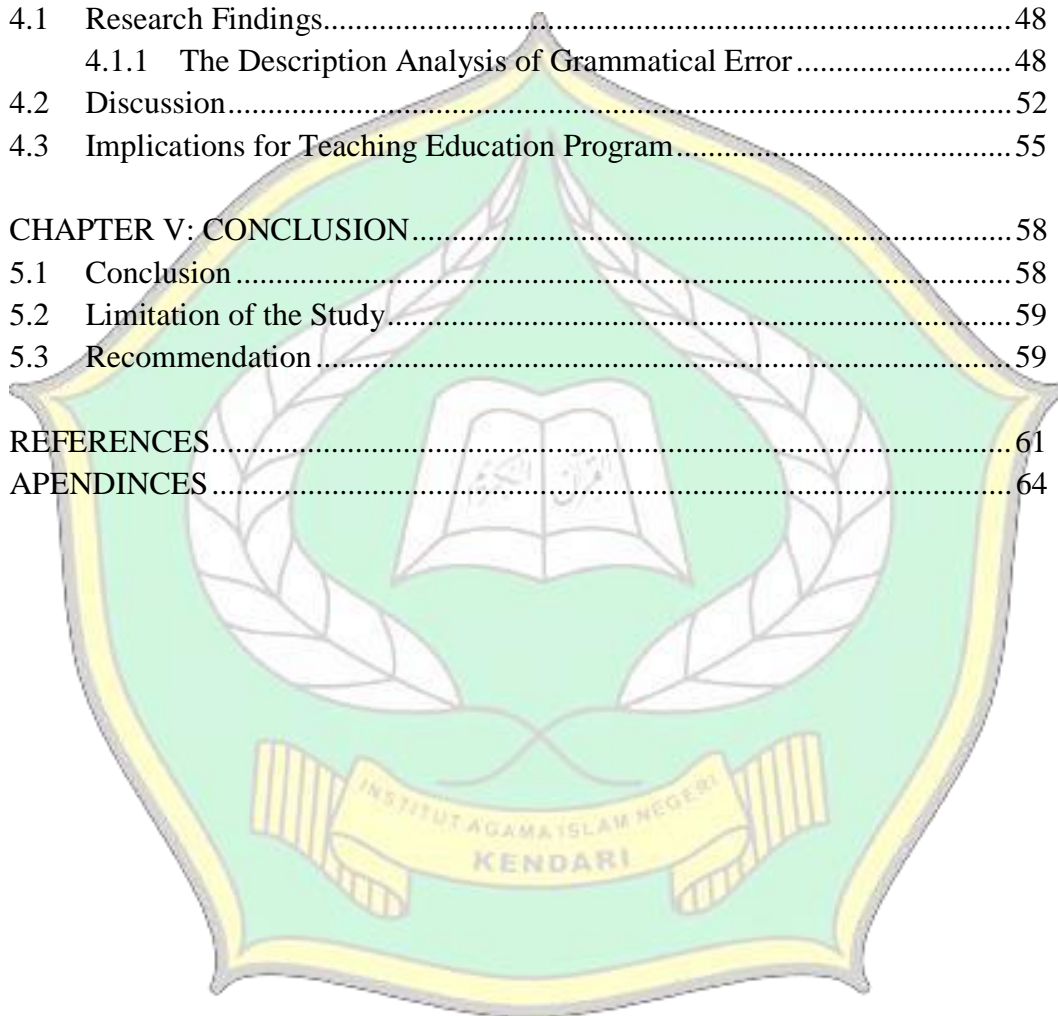 4.1 Research Findings........................................................................................48
4.1.1 The Description Analysis of Grammatical Error...........................48
4.2 Discussion....................................................................................................52
4.3 Implications for Teaching Education Program...........................................55
CHAPTER V: CONCLUSION..............................................................................58
5.1 Conclusion...................................................................................................58
5.2 Limitation of the Study................................................................................59
5.3 Recommendation.........................................................................................59
REFERENCES......................................................................................................61
APENDINCES......................................................................................................64
INSTITUT AGAMA ISLAM NEGERI
KENDARI